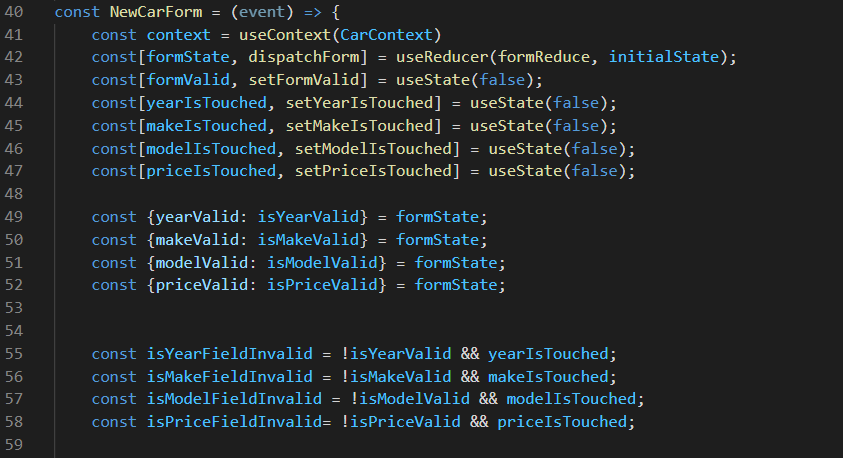 40 const NewCarForm = (event) => {
41     const context = useContext(CarContext)
42     const[formState, dispatchForm] = useReducer(formReduce, initialState);
43     const[formValid, setFormValid] = useState(false);
44     const[yearIsTouched, setYearIsTouched] = useState(false);
45     const[makeIsTouched, setMakeIsTouched] = useState(false);
46     const[modelIsTouched, setModelIsTouched] = useState(false);
47     const[priceIsTouched, setPriceIsTouched] = useState(false);
48
49     const {yearValid: isYearValid} = formState;
50     const {makeValid: isMakeValid} = formState;
51     const {modelValid: isModelValid} = formState;
52     const {priceValid: isPriceValid} = formState;
53
54
55     const isYearFieldInvalid = !isYearValid && yearIsTouched;
56     const isMakeFieldInvalid = !isMakeValid && makeIsTouched;
57     const isModelFieldInvalid = !isModelValid && modelIsTouched;
58     const isPriceFieldInvalid= !isPriceValid && priceIsTouched;
59